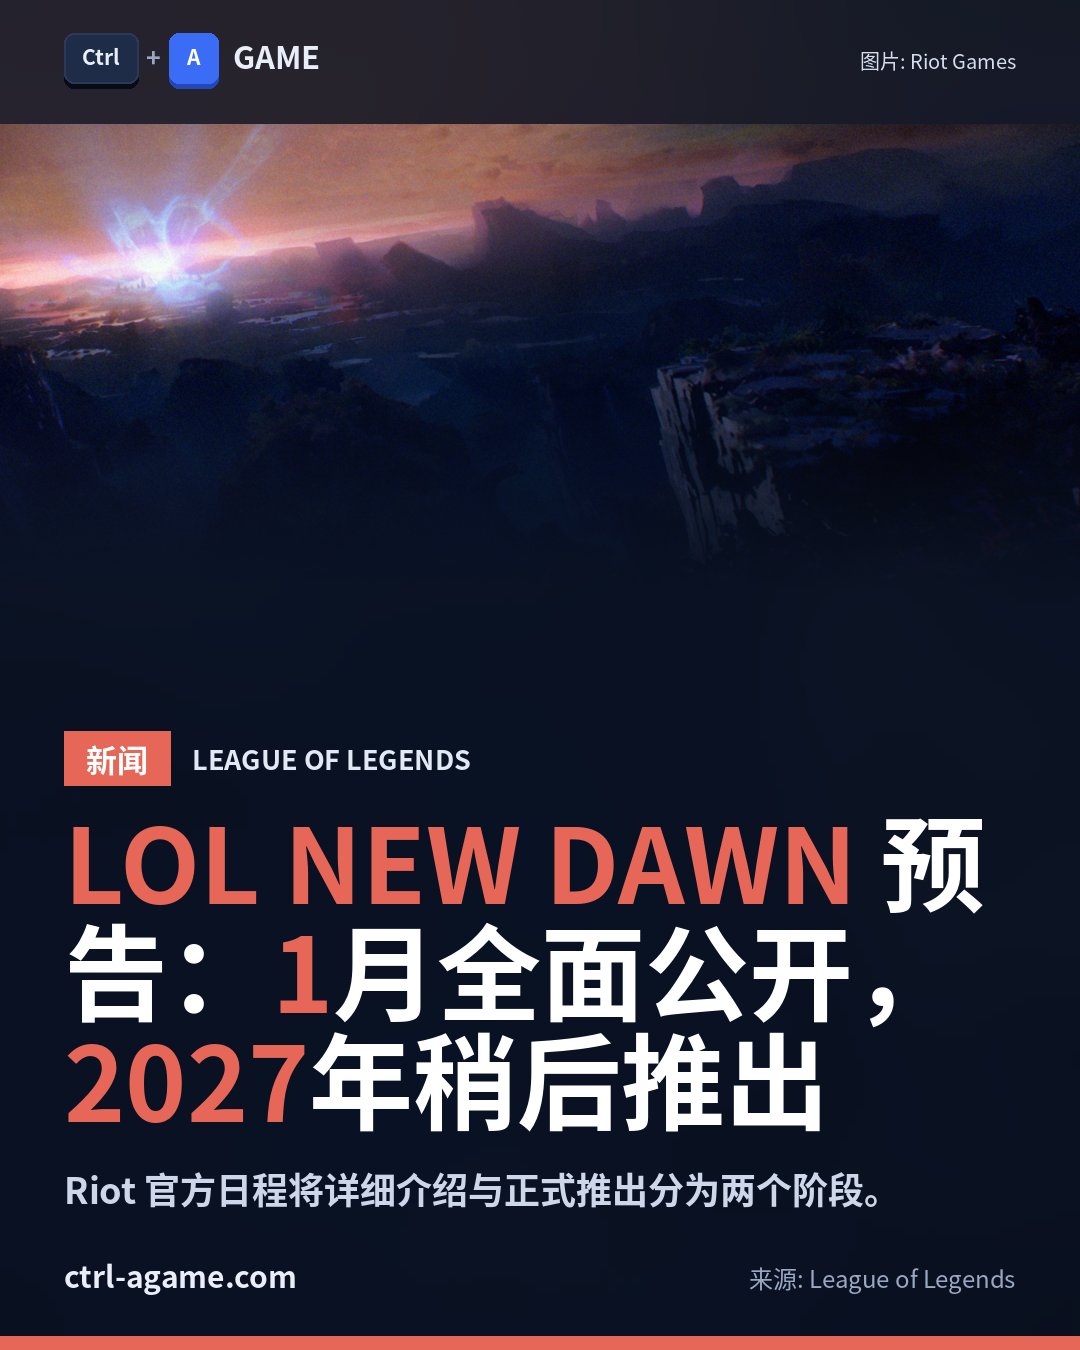 Ctrl + A GAME
图片: Riot Games
新闻 LEAGUE OF LEGENDS
LOL NEW DAWN 预
告：1月全面公开，
2027年稍后推出
Riot 官方日程将详细介绍与正式推出分为两个阶段。
ctrl-agame.com
来源: League of Legends